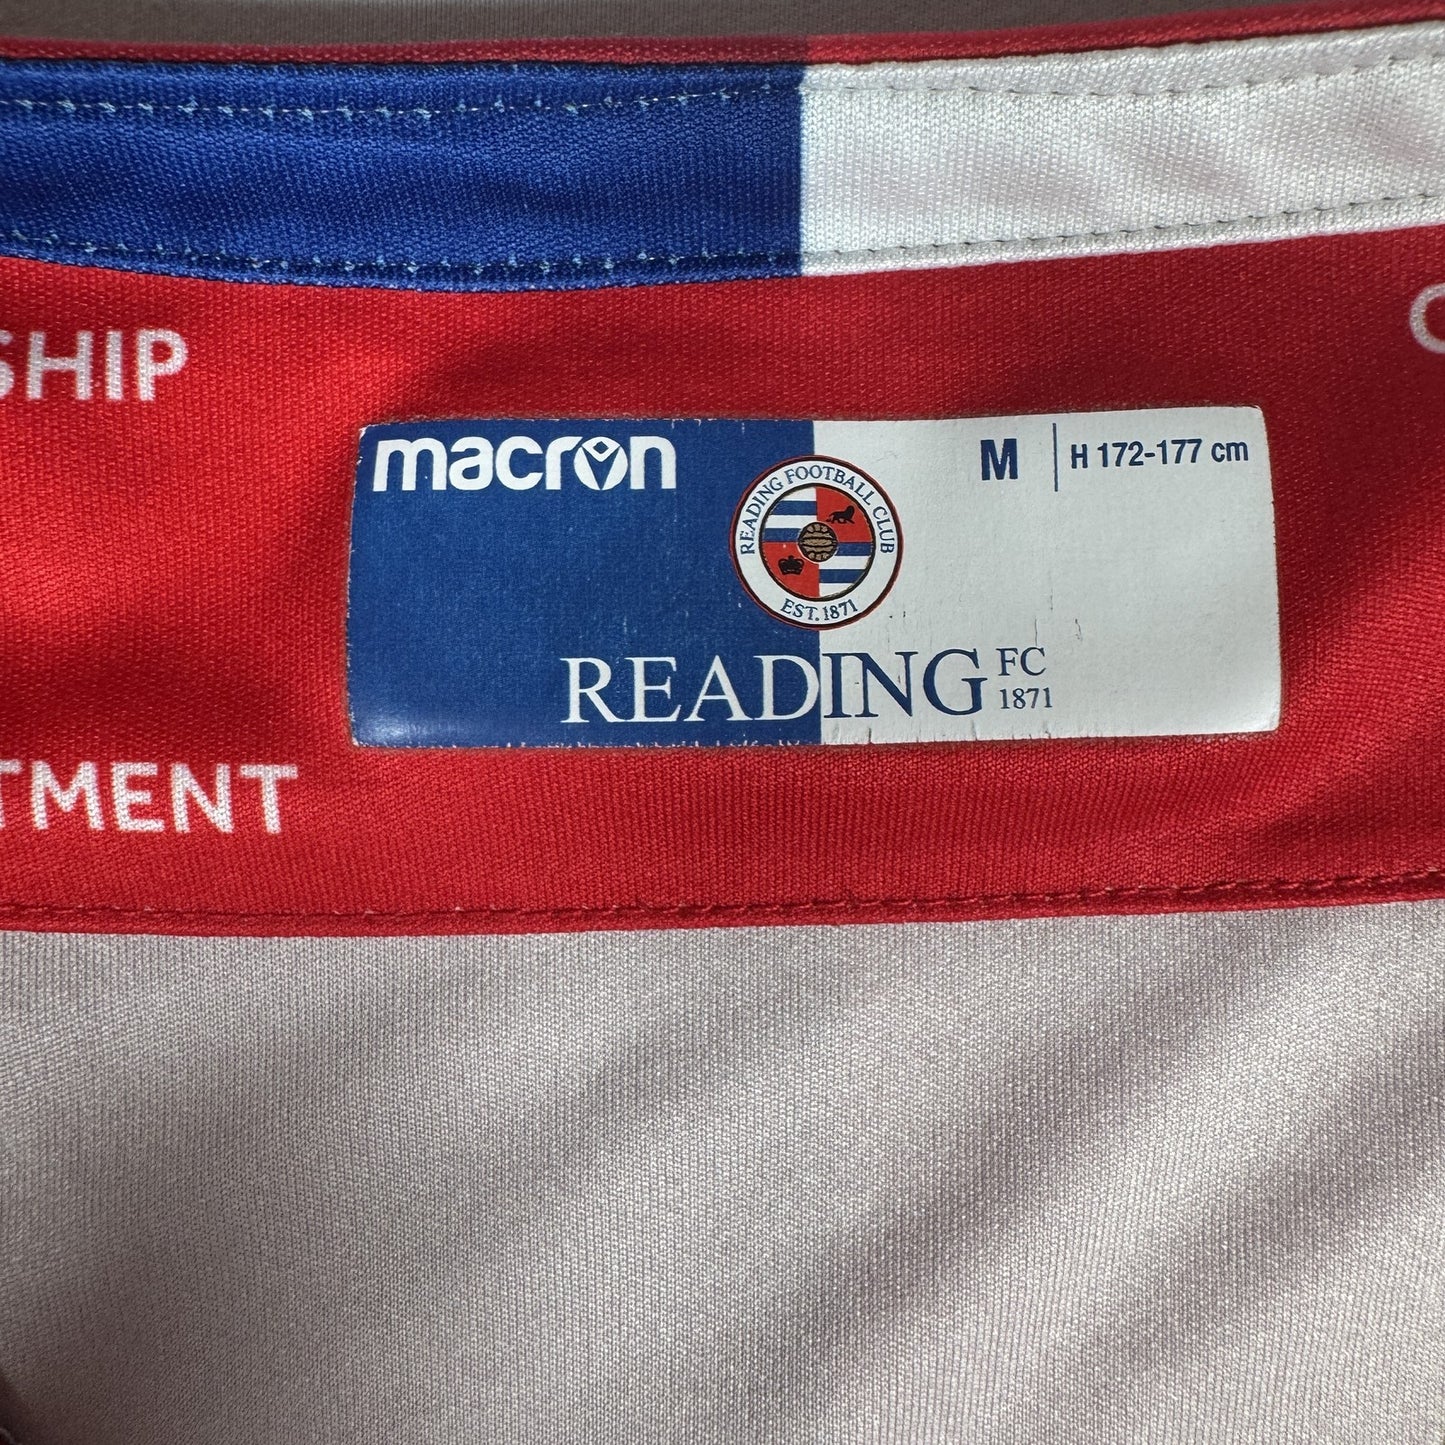 SHIP
macron
M
H 172-177 cm
READING FOOTBALL CLUB
EST.1871
READING FC
1871
TMENT